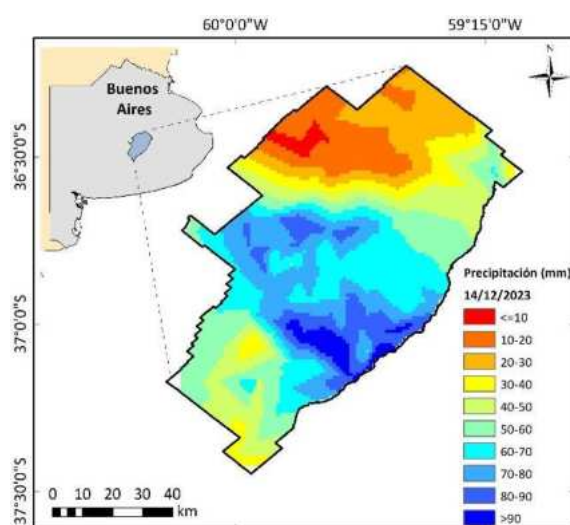 60°0'0"W
59°15'0"W
N
Buenos
Aires
36°30'0"S
37°0'0"S
37°30'0"S
Precipitación (mm)
14/12/2023
<=10
10-20
20-30
30-40
40-50
50-60
60-70
70-80
80-90
>90
0 10 20 30 40
km